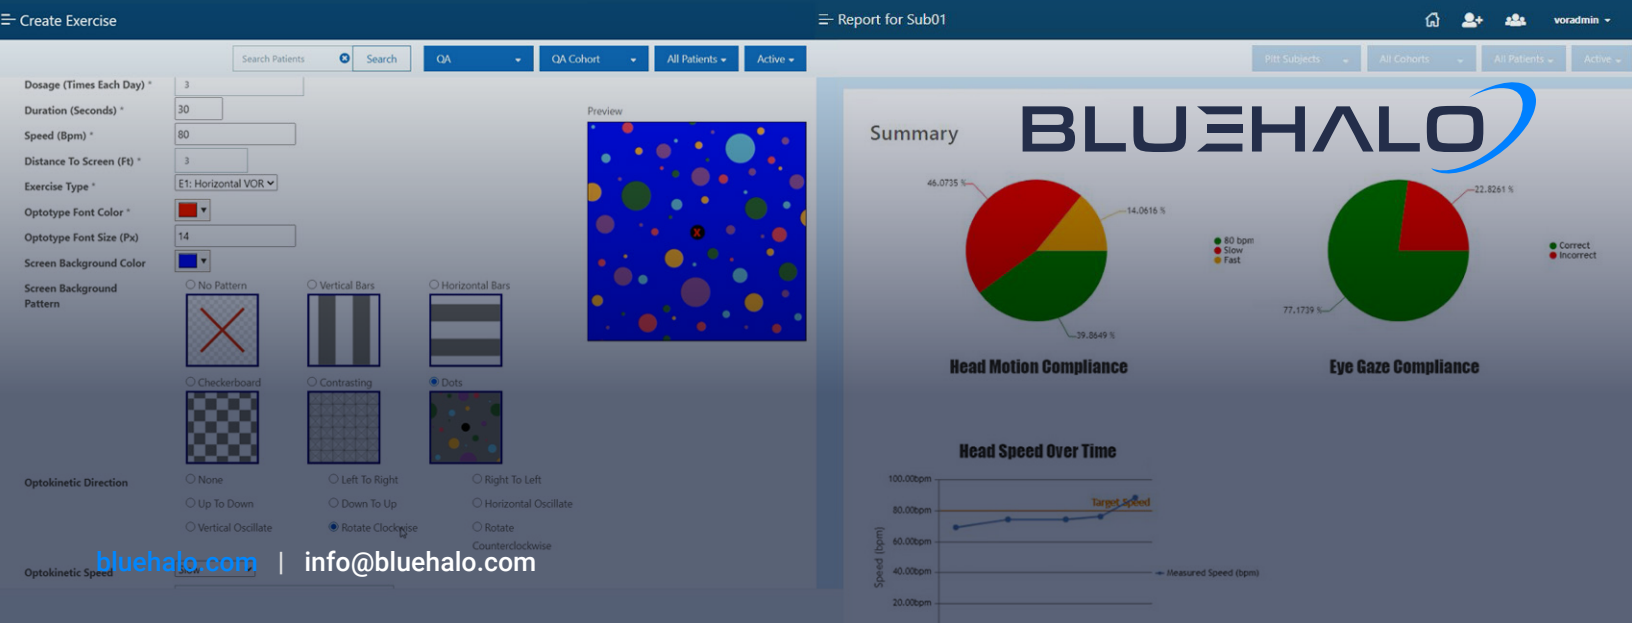 Create Exercise
Search Patients
Search
QA
QA Cohort
All Patients
Active
Dosage (Times Each Day) *
3
Duration (Seconds) *
30
Speed (Bpm) *
80
Distance To Screen (Ft) *
3
Exercise Type *
E1: Horizontal VOR
Optotype Font Color *
Optotype Font Size (Px)
14
Screen Background Color
Screen Background
Pattern
No Pattern
Vertical Bars
Horizontal Bars
Checkerboard
Contrasting
Dots
Optokinetic Direction
None
Left To Right
Right To Left
Up To Down
Down To Up
Horizontal Oscillate
Vertical Oscillate
Rotate Clockwise
Rotate
Counterclockwise
Optokinetic Speed
Preview
X
bluehalo.com | info@bluehalo.com
Report for Sub01
voradmin
Pitt Subjects
All Cohorts
All Patients
Active
BLUEHALO
Summary
46.0735 %
14.0616 %
39.8649 %
80 bpm
Slow
Fast
Head Motion Compliance
22.8261 %
77.1739 %
Correct
Incorrect
Eye Gaze Compliance
Head Speed Over Time
100.00bpm
80.00bpm
60.00bpm
40.00bpm
20.00bpm
Speed (bpm)
Target Speed
Measured Speed (bpm)